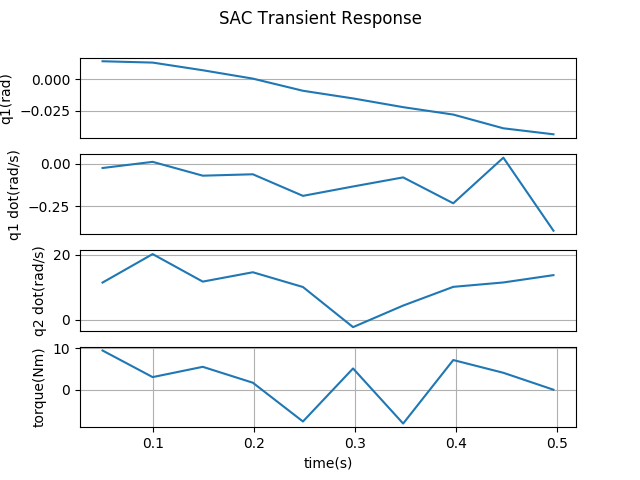 SAC Transient Response
q1(rad)
0.000
−0.025
q1 dot(rad/s)
0.00
−0.25
q2 dot(rad/s)
20
0
torque(Nm)
10
0
0.1 0.2 0.3 0.4 0.5
time(s)